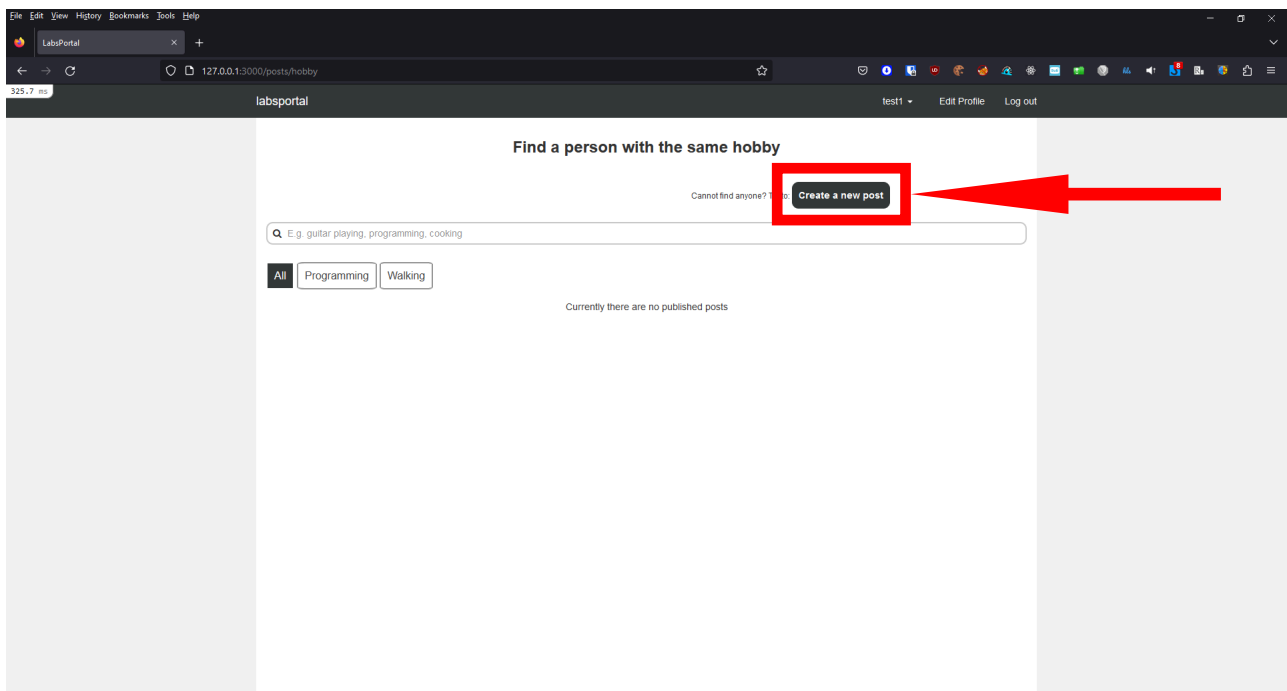 File Edit View History Bookmarks Tools Help
LabsPortal
127.0.0.1:3000/posts/hobby
8
325.7 ms
labsportal test1 Edit Profile Log out
Find a person with the same hobby
Cannot find anyone? to: Create a new post
E.g. guitar playing, programming, cooking
All Programming Walking
Currently there are no published posts